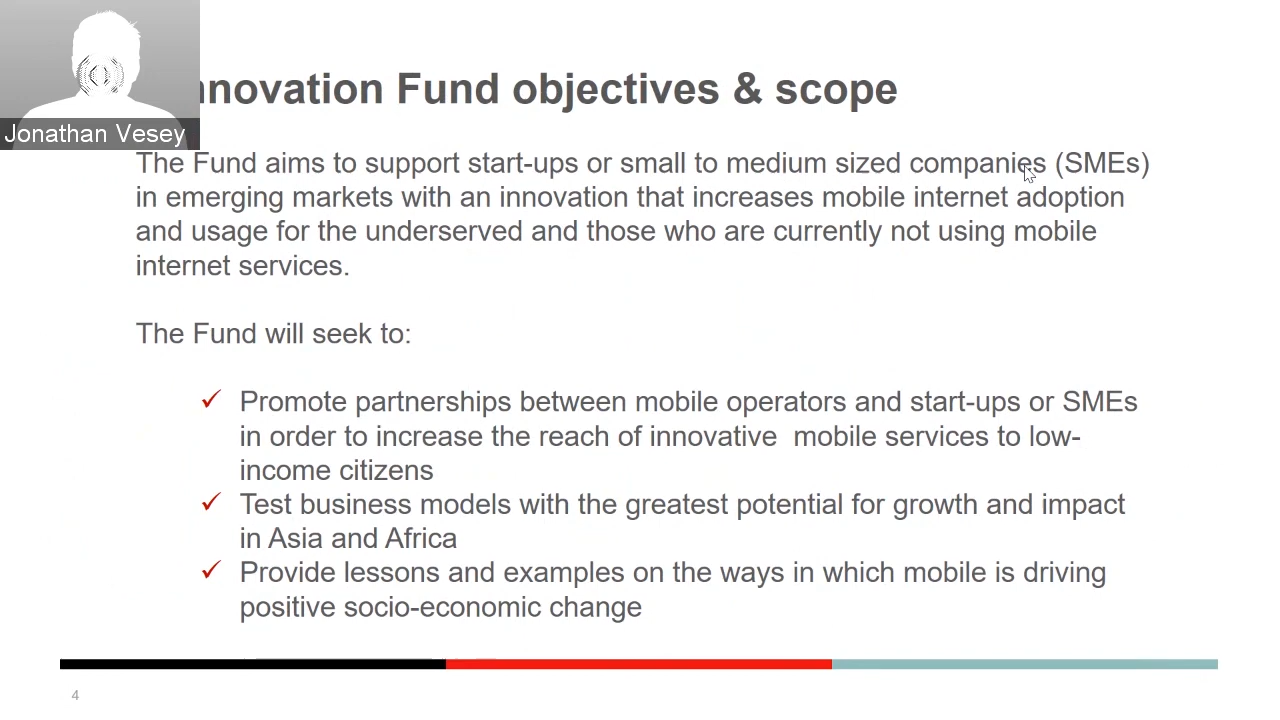 Jonathan Vesey
nnovation Fund objectives & scope
The Fund aims to support start-ups or small to medium sized companies (SMEs)
in emerging markets with an innovation that increases mobile internet adoption
and usage for the underserved and those who are currently not using mobile
internet services.
The Fund will seek to:
✓ Promote partnerships between mobile operators and start-ups or SMEs
in order to increase the reach of innovative  mobile services to low-
income citizens
✓ Test business models with the greatest potential for growth and impact
in Asia and Africa
✓ Provide lessons and examples on the ways in which mobile is driving
positive socio-economic change
4